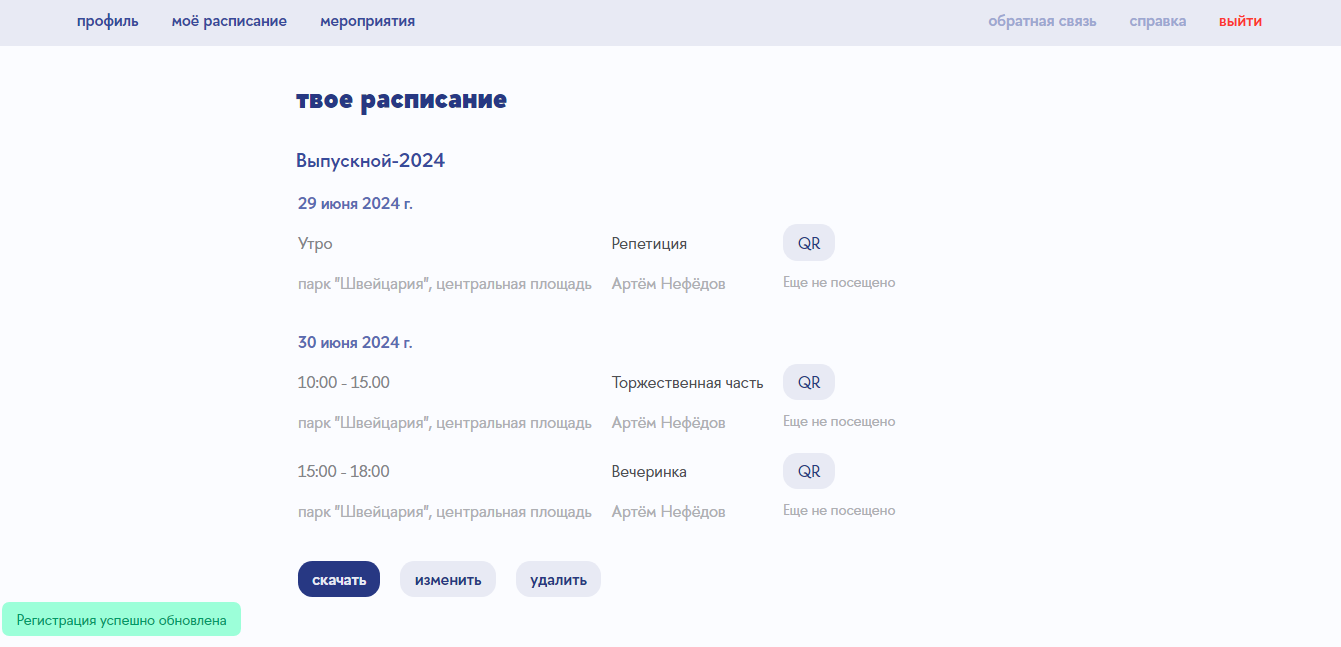 профиль моё расписание мероприятия обратная связь справка выйти
твое расписание
Выпускной-2024
29 июня 2024 г.
Утро Репетиция QR
парк "Швейцария", центральная площадь Артём Нефёдов Еще не посещено
30 июня 2024 г.
10:00 - 15.00 Торжественная часть QR
парк "Швейцария", центральная площадь Артём Нефёдов Еще не посещено
15:00 - 18:00 Вечеринка QR
парк "Швейцария", центральная площадь Артём Нефёдов Еще не посещено
скачать изменить удалить
Регистрация успешно обновлена